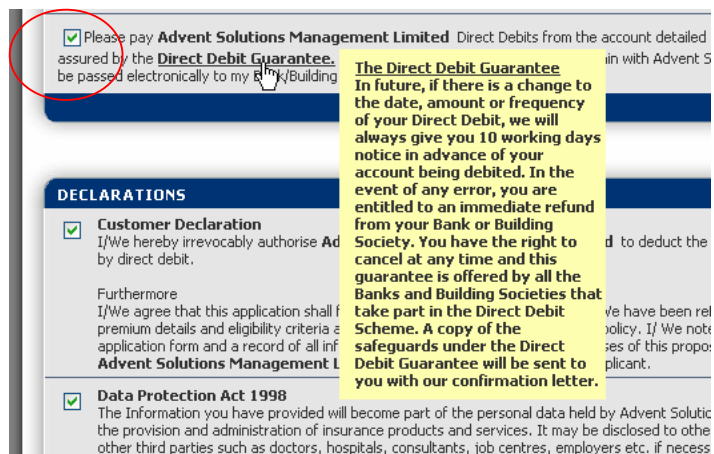 Please pay Advent Solutions Management Limited Direct Debits from the account detailed
assured by the Direct Debit Guarantee.
in with Advent S
be passed electronically to my Bank/Building
The Direct Debit Guarantee
In future, if there is a change to
the date, amount or frequency
of your Direct Debit, we will
always give you 10 working days
notice in advance of your
account being debited. In the
event of any error, you are
entitled to an immediate refund
from your Bank or Building
Society. You have the right to
cancel at any time and this
guarantee is offered by all the
Banks and Building Societies that
take part in the Direct Debit
Scheme. A copy of the
safeguards under the Direct
Debit Guarantee will be sent to
you with our confirmation letter.
DECLARATIONS
Customer Declaration
I/We hereby irrevocably authorise Ad d to deduct the
by direct debit.
Furthermore
I/We agree that this application shall f We have been rel
premium details and eligibility criteria a policy. I/ We note
application form and a record of all inf ses of this propos
Advent Solutions Management L plicant.
Data Protection Act 1998
The Information you have provided will become part of the personal data held by Advent Solutio
the provision and administration of insurance products and services. It may be disclosed to othe
other third parties such as doctors, hospitals, consultants, job centres, employers etc. if necess